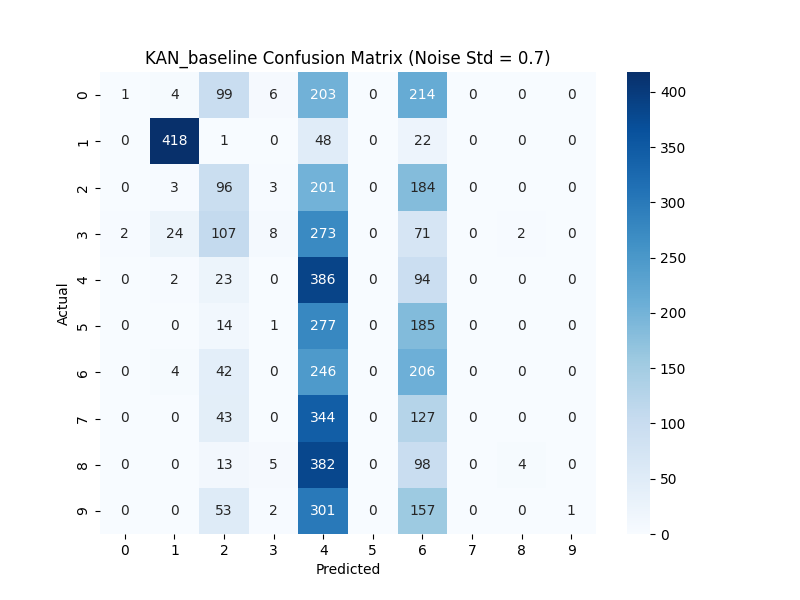 KAN_baseline Confusion Matrix (Noise Std = 0.7)
0 1 4 99 6 203 0 214 0 0 0
1 0 418 1 0 48 0 22 0 0 0
2 0 3 96 3 201 0 184 0 0 0
3 2 24 107 8 273 0 71 0 2 0
4 0 2 23 0 386 0 94 0 0 0
5 0 0 14 1 277 0 185 0 0 0
6 0 4 42 0 246 0 206 0 0 0
7 0 0 43 0 344 0 127 0 0 0
8 0 0 13 5 382 0 98 0 4 0
9 0 0 53 2 301 0 157 0 0 1
0 1 2 3 4 5 6 7 8 9
Predicted
Actual
400
350
300
250
200
150
100
50
0